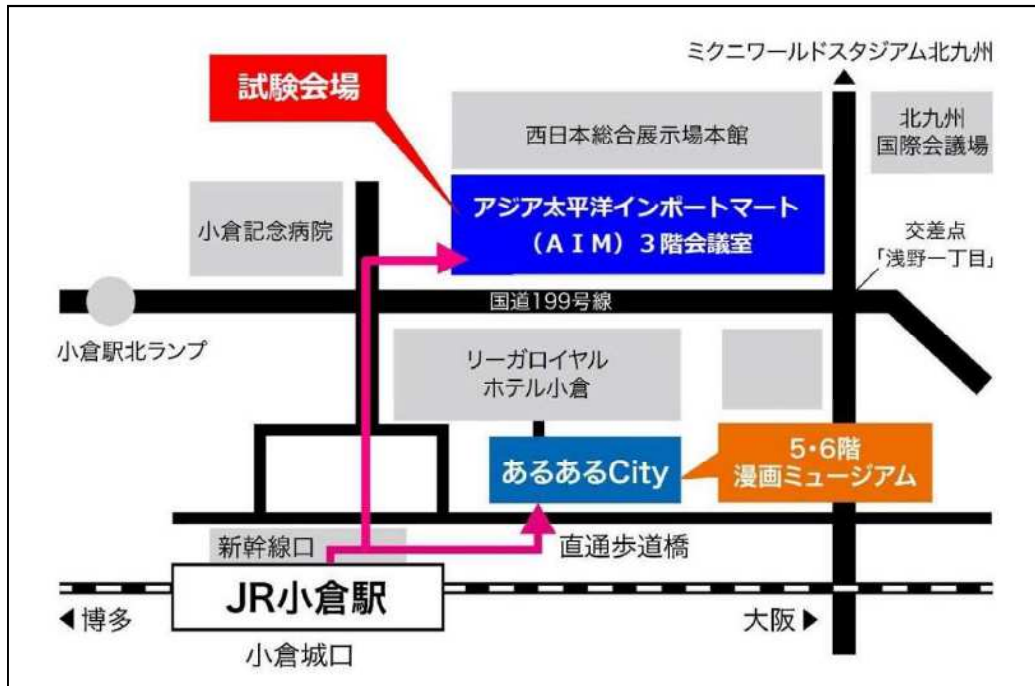 ミクニワールドスタジアム北九州
試験会場
西日本総合展示場本館
北九州
国際会議場
小倉記念病院
アジア太平洋インポートマート
（ＡＩＭ）３階会議室
交差点
「浅野一丁目」
国道199号線
小倉駅北ランプ
リーガロイヤル
ホテル小倉
あるあるCity
5・6階
漫画ミュージアム
新幹線口
直通歩道橋
JR小倉駅
◀博多
大阪▶
小倉城口